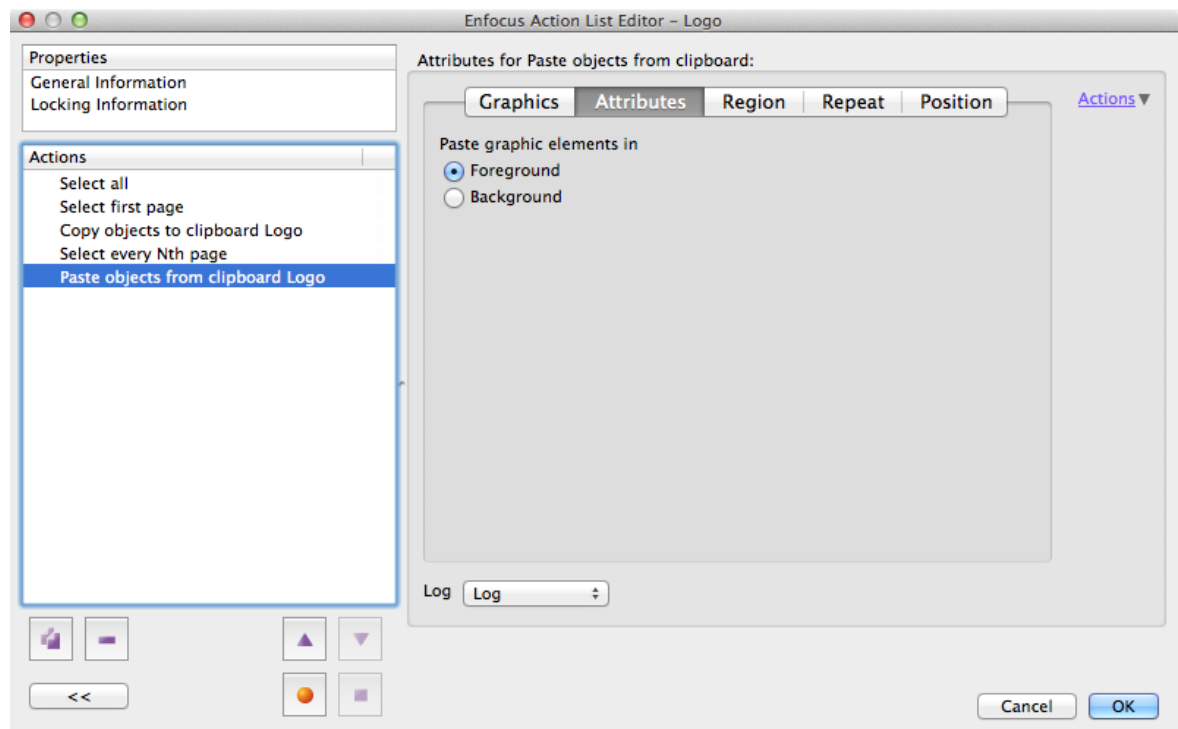 Enfocus Action List Editor – Logo
Properties
General Information
Locking Information
Actions
Select all
Select first page
Copy objects to clipboard Logo
Select every Nth page
Paste objects from clipboard Logo
<<
Attributes for Paste objects from clipboard:
Graphics Attributes Region Repeat Position
Actions ▼
Paste graphic elements in
Foreground
Background
Log Log
Cancel OK